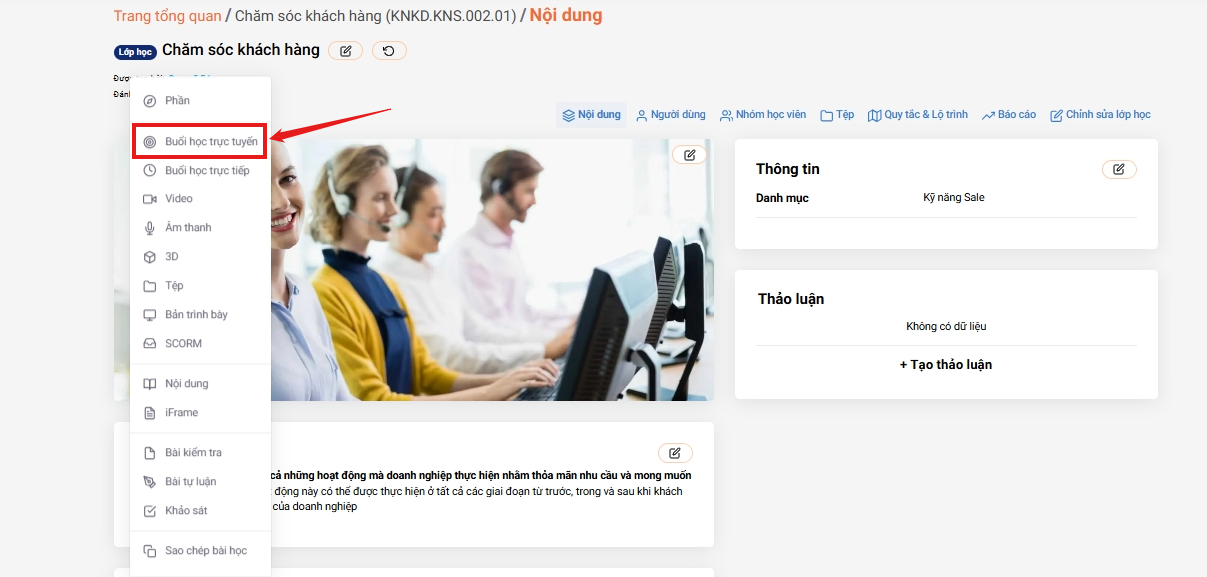 Trang tổng quan / Chăm sóc khách hàng (KNKD.KNS.002.01) / Nội dung
Lớp học Chăm sóc khách hàng
Nội dung Người dùng Nhóm học viên Tệp Quy tắc & Lộ trình Báo cáo Chỉnh sửa lớp học
Phần
Buổi học trực tuyến
Buổi học trực tiếp
Video
Âm thanh
3D
Tệp
Bản trình bày
SCORM
Nội dung
iFrame
Bài kiểm tra
Bài tự luận
Khảo sát
Sao chép bài học
Thông tin
Danh mục Kỹ năng Sale
Thảo luận
Không có dữ liệu
+ Tạo thảo luận
cả những hoạt động mà doanh nghiệp thực hiện nhằm thỏa mãn nhu cầu và mong muốn
động này có thể được thực hiện ở tất cả các giai đoạn từ trước, trong và sau khi khách
của doanh nghiệp